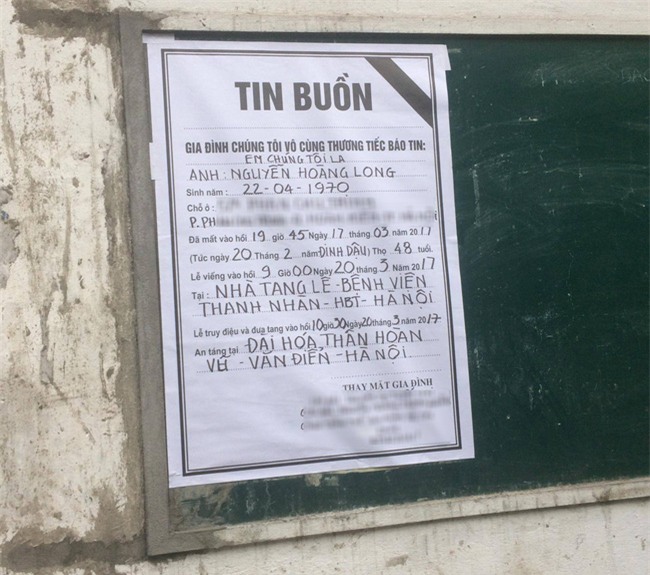 TIN BUỒN
GIA ĐÌNH CHÚNG TÔI VÔ CÙNG THƯƠNG TIẾC BÁO TIN:
EM CHÚNG TÔI LÀ
ANH : NGUYỄN HOÀNG LONG
Sinh năm : 22-04-1970
Chỗ ở :
P. PH
Đã mất vào hồi 19 giờ 45 Ngày 17 tháng 03 năm 2017
(Tức ngày 20 Tháng 2 năm ĐINH DẬU) Thọ 48 tuổi.
Lễ viếng vào hồi 9 Giờ 00 Ngày 20 tháng 3 Năm 2017
Tại : NHÀ TANG LỄ - BỆNH VIỆN
THANH NHÀN - HBT - HÀ NỘI
Lễ truy điệu và đưa tang vào hồi 10 giờ 30 Ngày 20 tháng 3 năm 2017
An táng tại ĐÀI HOẢ THÂN HOÀN
VŨ - VĂN ĐIỂN - HÀ NỘI.
THAY MẶT GIA ĐÌNH